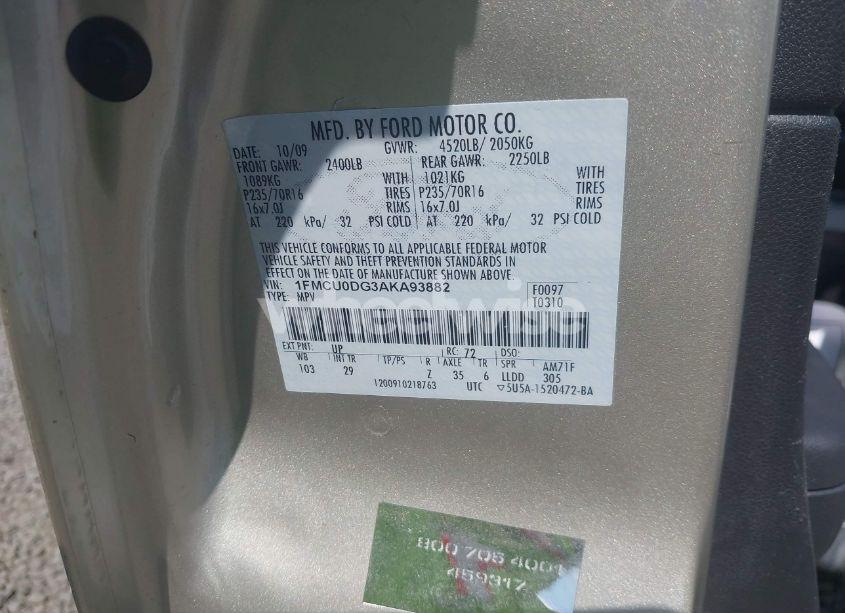 MFD. BY FORD MOTOR CO.
DATE: 10/09 GVWR: 4520LB/ 2050KG
FRONT GAWR: 2400LB REAR GAWR: 2250LB
1089KG WITH 1021KG WITH
P235/70R16 TIRES P235/70R16 TIRES
16x7.0J RIMS 16x7.0J RIMS
AT 220 kPa/ 32 PSI COLD AT 220 kPa/ 32 PSI COLD
THIS VEHICLE CONFORMS TO ALL APPLICABLE FEDERAL MOTOR
VEHICLE SAFETY AND THEFT PREVENTION STANDARDS IN
EFFECT ON THE DATE OF MANUFACTURE SHOWN ABOVE.
VIN: 1FMCU0DG3AKA93882 F0097
TYPE: MPV T0310
wheelwise
EXT PNT: UP RC: 72 DSO:
WB INT TR TP/PS R AXLE TR SPR AM71F
103 29 Z 35 6 LLDD 305
1200910218763 UTC ▽5U5A-1520472-BA
800 705 4001
459317